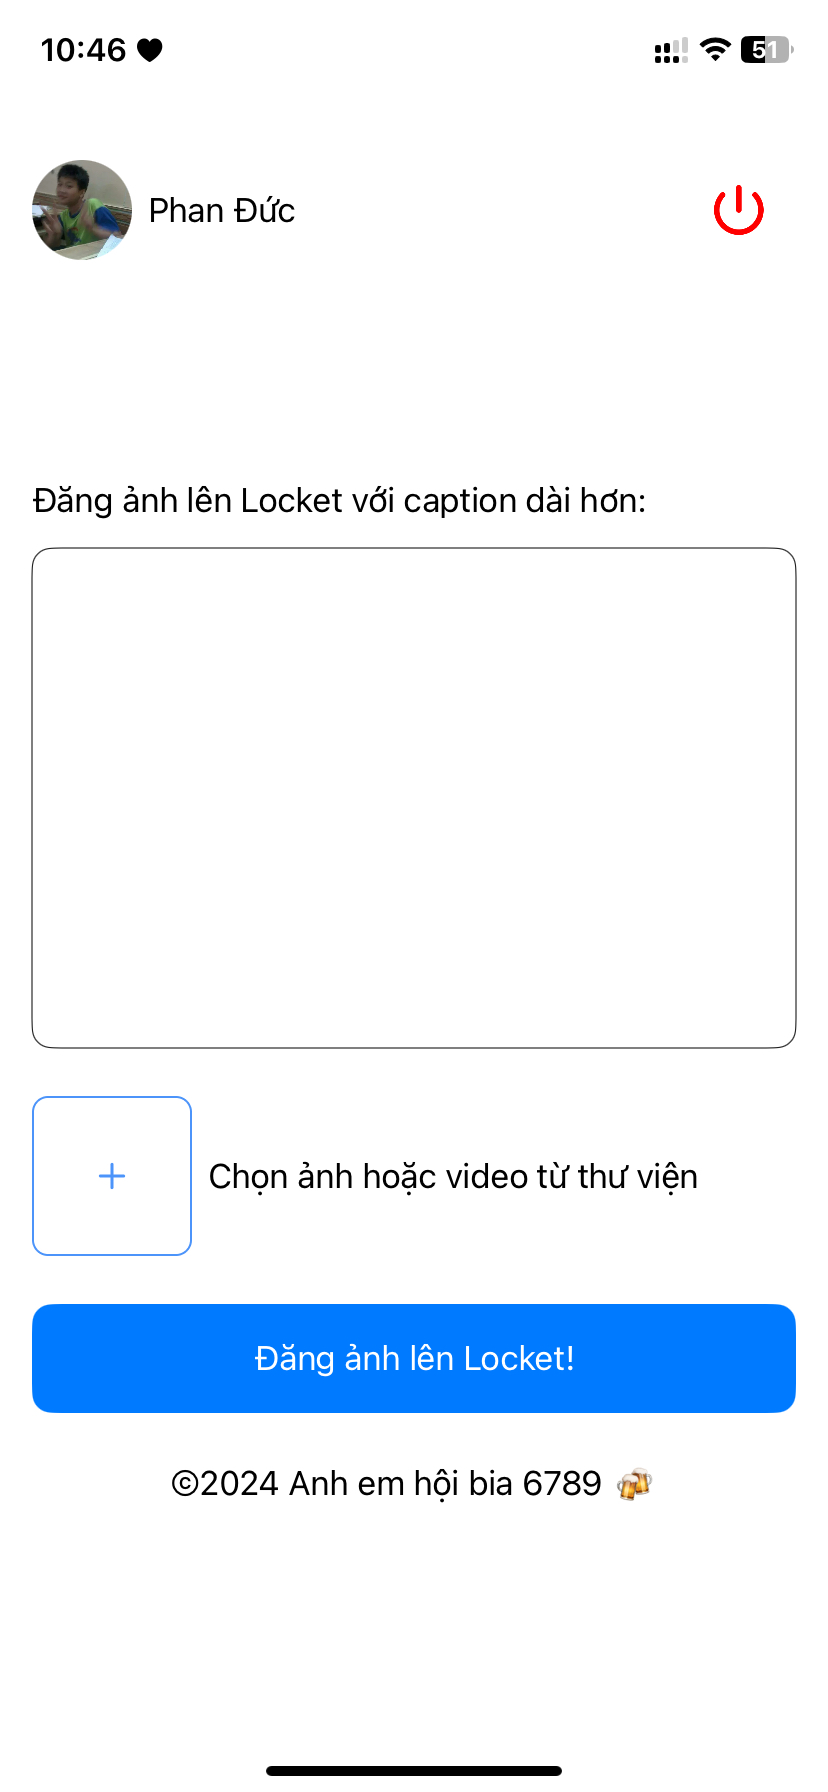 10:46
51
Phan Đức
Đăng ảnh lên Locket với caption dài hơn:
Chọn ảnh hoặc video từ thư viện
Đăng ảnh lên Locket!
©2024 Anh em hội bia 6789 🍻